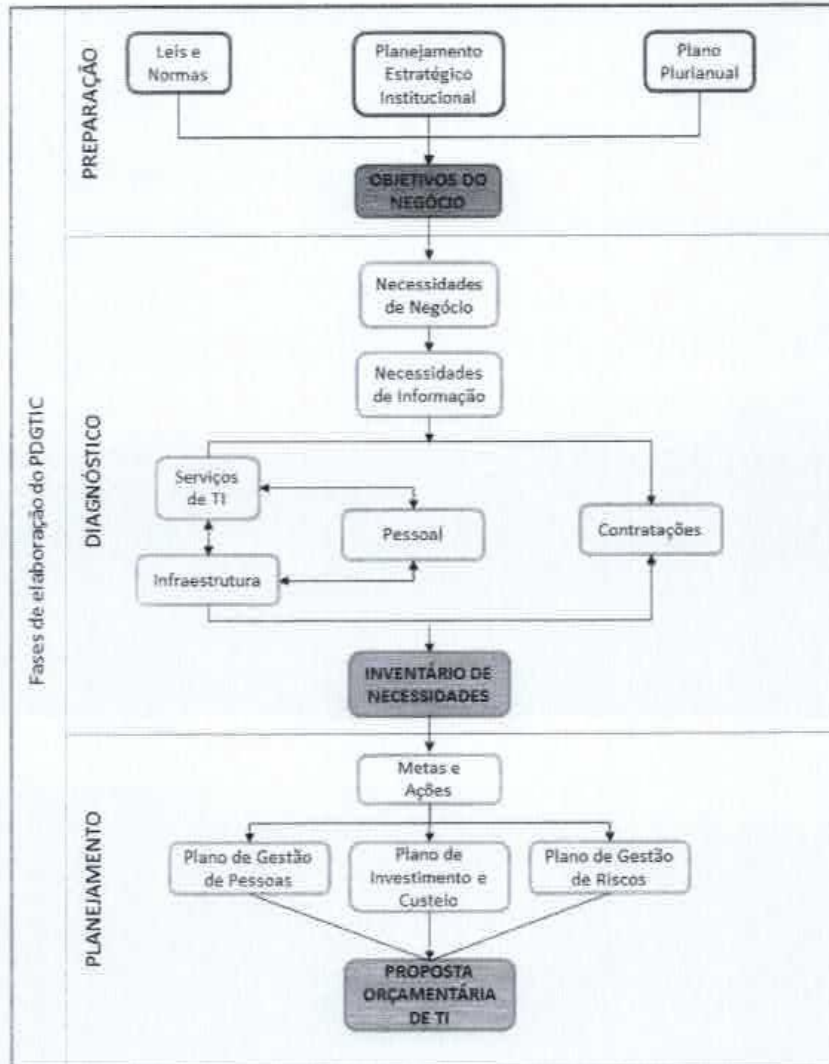 Fases de elaboração do PDGTIC
PREPARAÇÃO
Leis e
Normas
Planejamento
Estratégico
Institucional
Plano
Plurianual
OBJETIVOS DO
NEGÓCIO
DIAGNÓSTICO
Necessidades
de Negócio
Necessidades
de Informação
Serviços
de TI
Pessoal
Contratações
Infraestrutura
INVENTÁRIO DE
NECESSIDADES
PLANEJAMENTO
Metas e
Ações
Plano de Gestão
de Pessoas
Plano de
Investimento e
Custeio
Plano de Gestão
de Riscos
PROPOSTA
ORÇAMENTÁRIA
DE TI